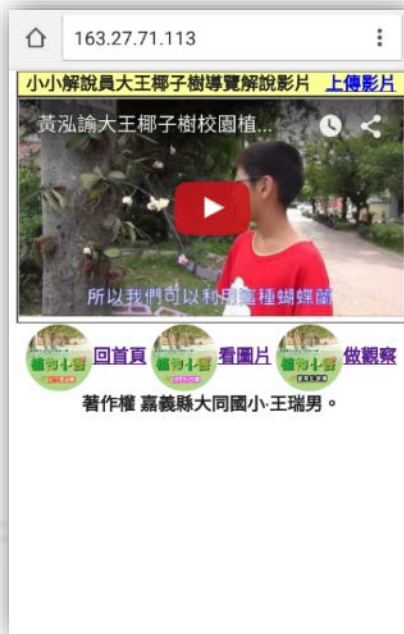 163.27.71.113
小小解說員大王椰子樹導覽解說影片 上傳影片
黃泓諭大王椰子樹校園植...
所以我們可以利用這種蝴蝶蘭
植物小書 回首頁 植物小書 看圖片 植物小書 做觀察
著作權 嘉義縣大同國小·王瑞男。